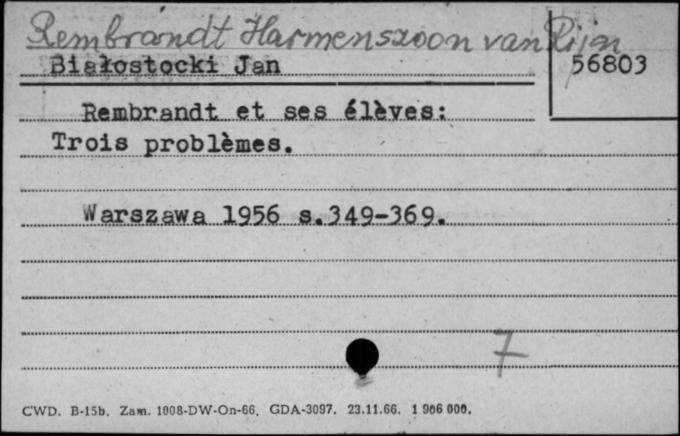 Rembrandt Harmenszoon van Rijn
Białostocki Jan
56803
Rembrandt et ses élèves:
Trois problèmes.
Warszawa 1956 s.349-369.
7
CWD. B-15b. Zam. 1008-DW-On-66. GDA-3097. 23.11.66. 1 906 000.